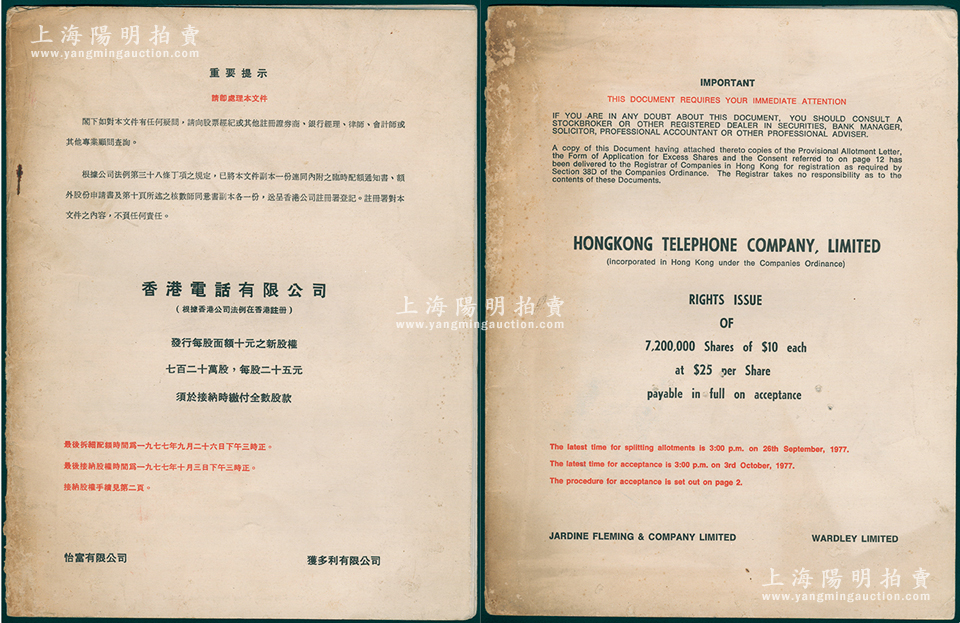 上海陽明拍賣
www.yangmingauction.com
重要提示
請即處理本文件
閣下如對本文件有任何疑問，請向股票經紀或其他註冊證券商、銀行經理、律師、會計師或
其他專業顧問查詢。
根據公司法例第三十八條丁項之規定，已將本文件副本一份連同內附之臨時配額通知書、額
外股份申請書及第十頁所述之核數師同意書副本各一份，送呈香港公司註冊署登記。註冊署對本
文件之內容，不負任何責任。
香港電話有限公司
（根據香港公司法例在香港註冊）
發行每股面額十元之新股權
七百二十萬股，每股二十五元
須於接納時繳付全數股款
最後拆細配額時間爲一九七七年九月二十六日下午三時正。
最後接納股權時間爲一九七七年十月三日下午三時正。
接納股權手續見第二頁。
怡富有限公司
獲多利有限公司
IMPORTANT
THIS DOCUMENT REQUIRES YOUR IMMEDIATE ATTENTION
IF YOU ARE IN ANY DOUBT ABOUT THIS DOCUMENT, YOU SHOULD CONSULT A
STOCKBROKER OR OTHER REGISTERED DEALER IN SECURITIES, BANK MANAGER,
SOLICITOR, PROFESSIONAL ACCOUNTANT OR OTHER PROFESSIONAL ADVISER.
A copy of this Document having attached thereto copies of the Provisional Allotment Letter,
the Form of Application for Excess Shares and the Consent referred to on page 12 has
been delivered to the Registrar of Companies in Hong Kong for registration as required by
Section 38D of the Companies Ordinance. The Registrar takes no responsibility as to the
contents of these Documents.
HONGKONG TELEPHONE COMPANY, LIMITED
(incorporated in Hong Kong under the Companies Ordinance)
RIGHTS ISSUE
OF
7,200,000 Shares of $10 each
at $25 per Share
payable in full on acceptance
The latest time for splitting allotments is 3:00 p.m. on 26th September, 1977.
The latest time for acceptance is 3:00 p.m. on 3rd October, 1977.
The procedure for acceptance is set out on page 2.
JARDINE FLEMING & COMPANY LIMITED
WARDLEY LIMITED
上海陽明拍賣
www.yangmingauction.com
上海陽明拍賣
www.yangmingauction.com